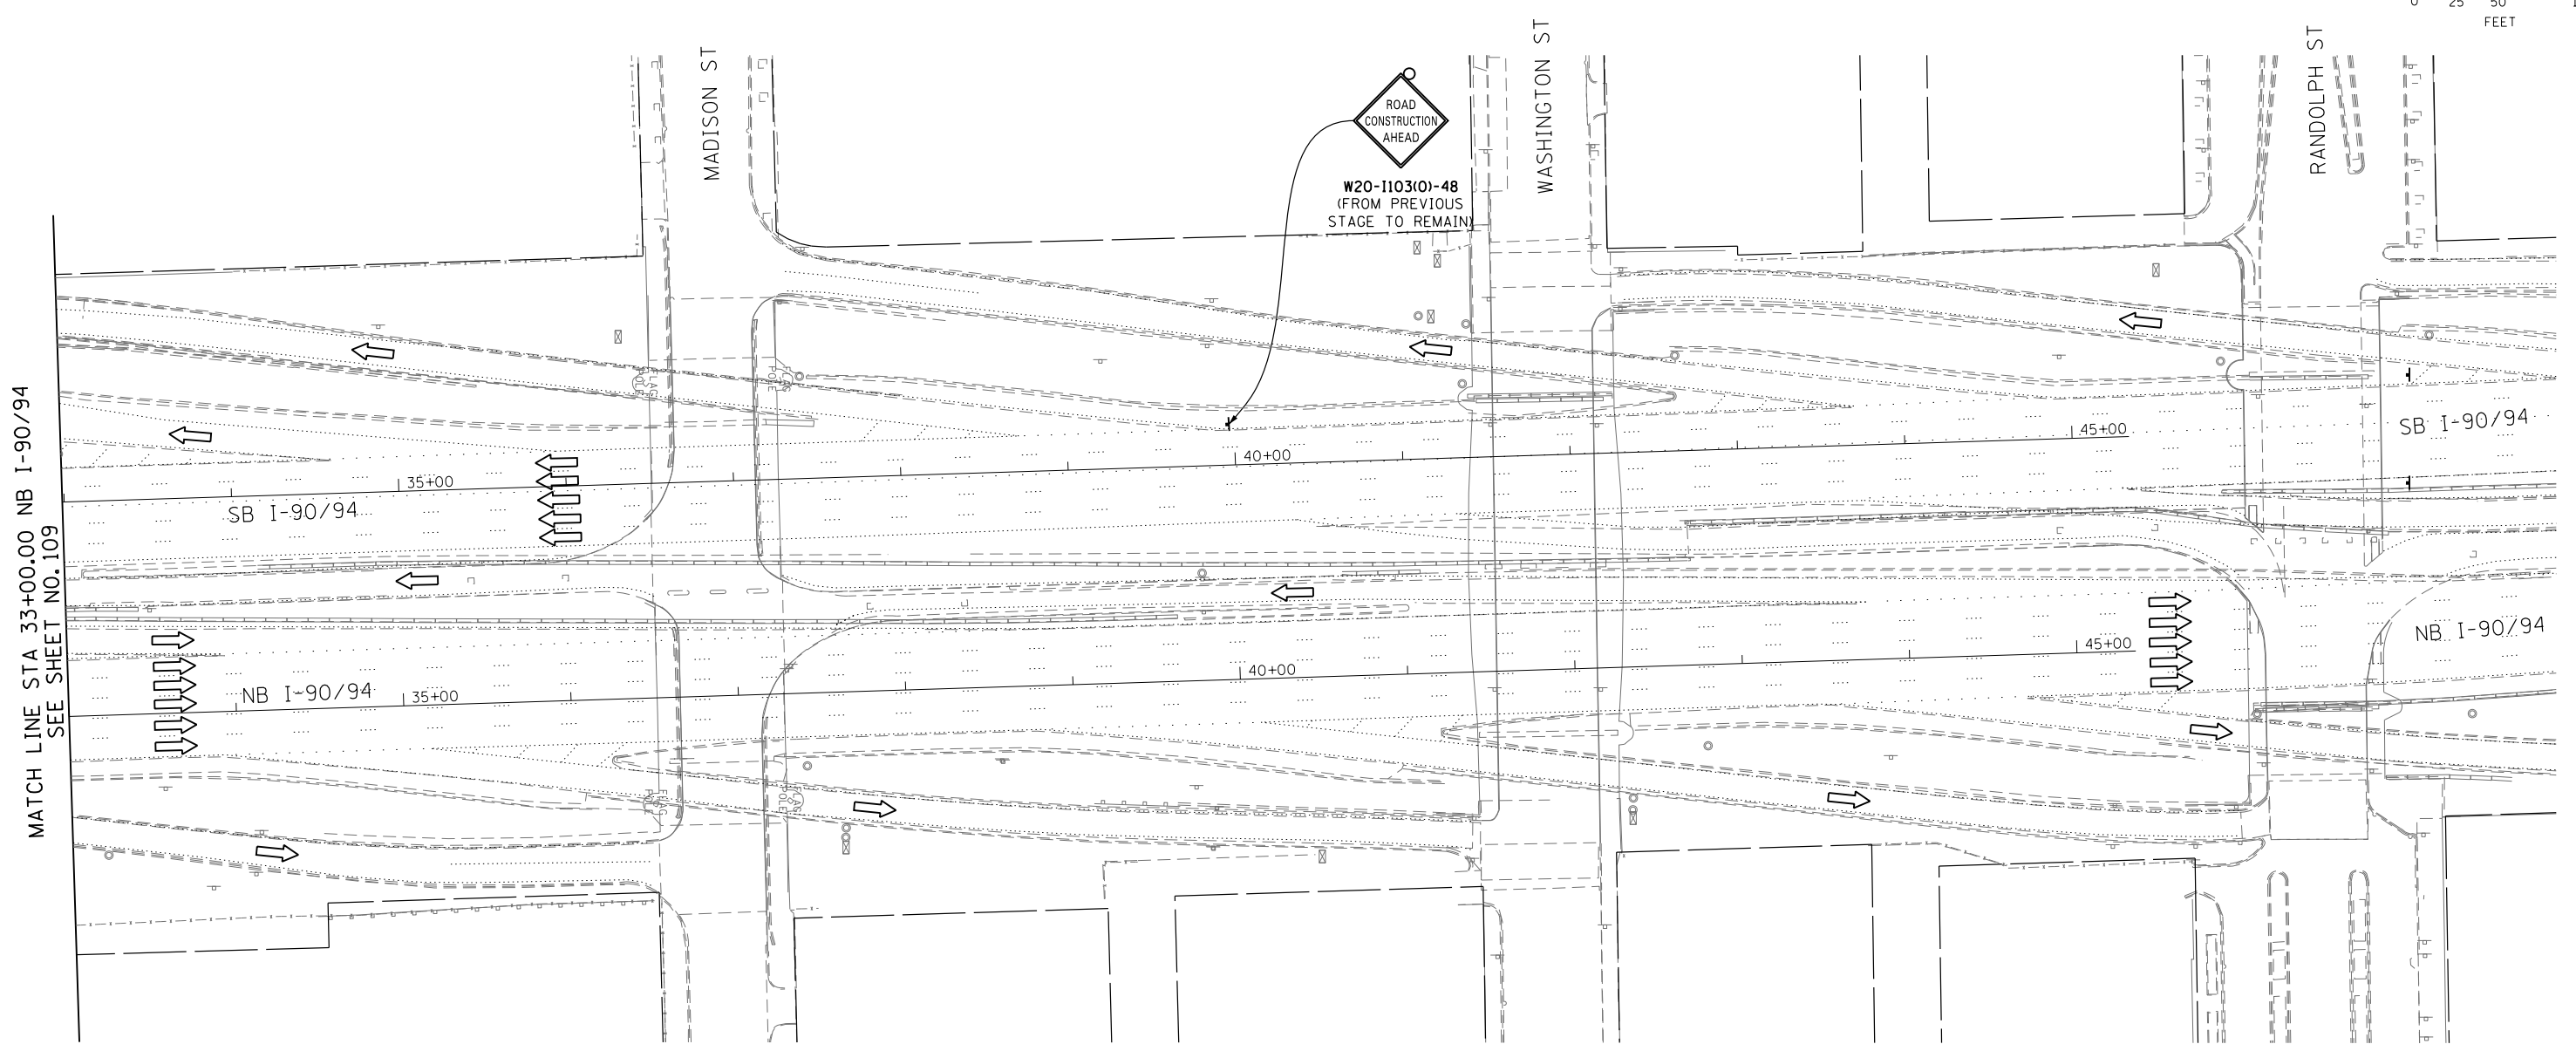 0 25 50
FEET
MADISON ST
WASHINGTON ST
RANDOLPH ST
ROAD
CONSTRUCTION
AHEAD
W20-I103(O)-48
(FROM PREVIOUS
STAGE TO REMAIN)
MATCH LINE STA 33+00.00 NB I-90/94
SEE SHEET NO.109
SB I-90/94
45+00
40+00
35+00
SB I-90/94
NB I-90/94
45+00
40+00
35+00
NB I-90/94